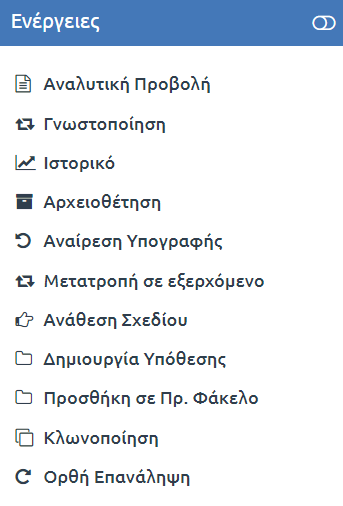 Ενέργειες
Αναλυτική Προβολή
Γνωστοποίηση
Ιστορικό
Αρχειοθέτηση
Αναίρεση Υπογραφής
Μετατροπή σε εξερχόμενο
Ανάθεση Σχεδίου
Δημιουργία Υπόθεσης
Προσθήκη σε Πρ. Φάκελο
Κλωνοποίηση
Ορθή Επανάληψη